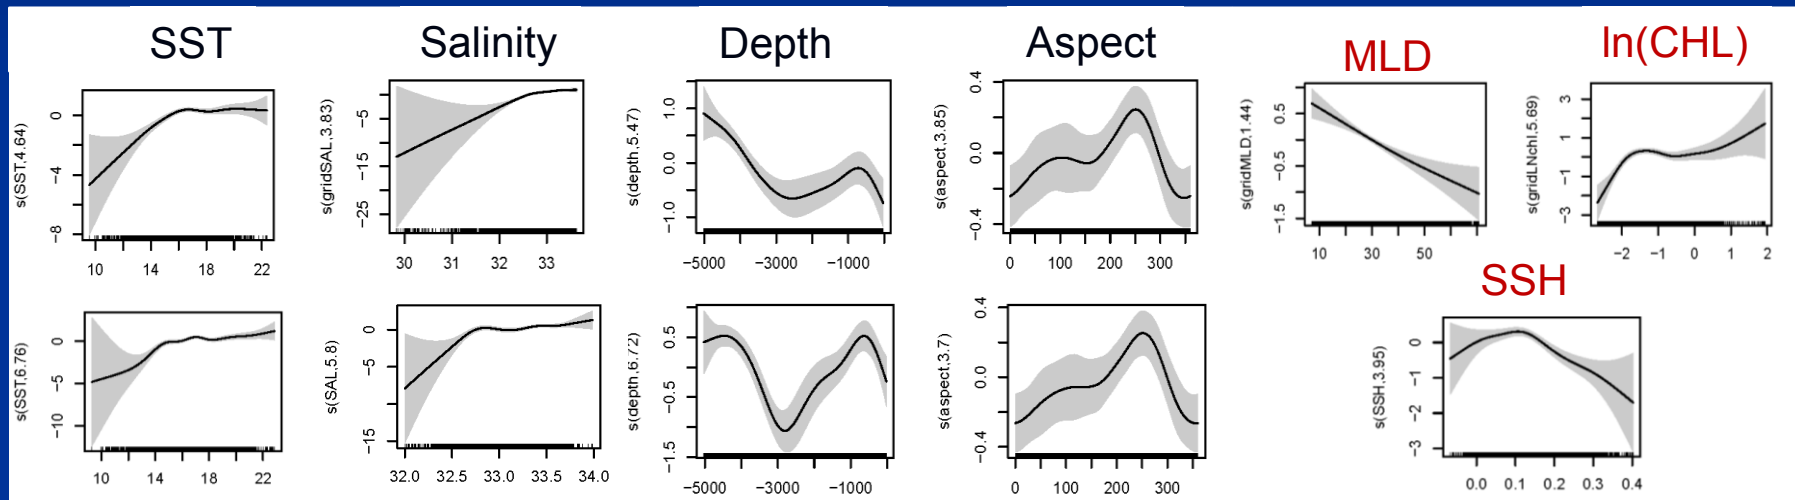 SST
Salinity
Depth
Aspect
MLD
ln(CHL)
s(SST,4.64)
0
−4
−8
10 14 18 22
s(gridSAL,3.83)
−5
−15
−25
30 31 32 33
s(depth,5.47)
1.0
0.0
−1.0
−5000 −3000 −1000
s(aspect,3.85)
0.4
0.0
−0.4
0 100 200 300
s(gridMLD,1.44)
0.5
−0.5
−1.5
10 30 50
s(gridLNchl,5.69)
3
1
−1
−3
−2 −1 0 1 2
SSH
s(SST,6.76)
0
−5
−10
10 14 18 22
s(SAL,5.8)
0
−5
−15
32.0 32.5 33.0 33.5 34.0
s(depth,6.72)
0.5
−0.5
−1.5
−5000 −3000 −1000
s(aspect,3.7)
0.4
0.0
−0.4
0 100 200 300
s(SSH,3.95)
0
−1
−2
−3
0.0 0.1 0.2 0.3 0.4